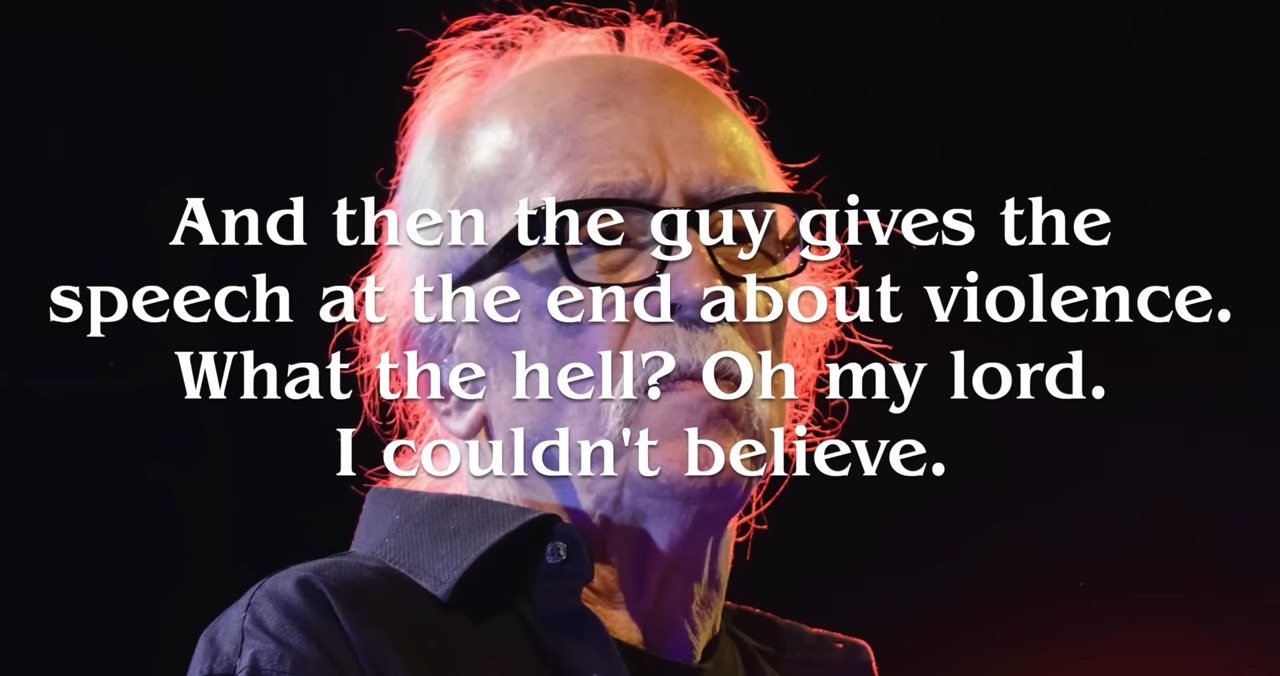 And then the guy gives the
speech at the end about violence.
What the hell? Oh my lord.
I couldn't believe.